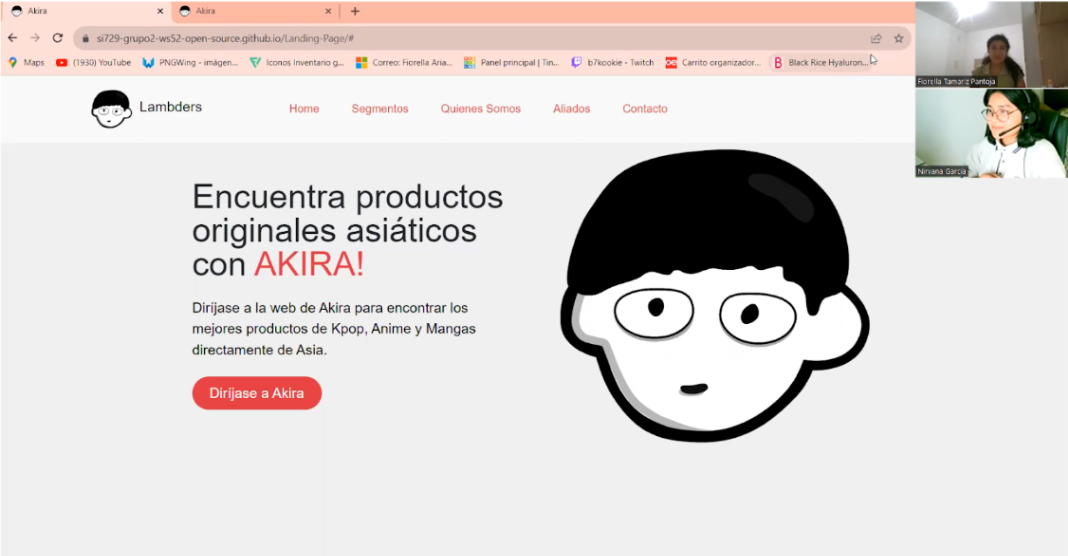 Akira
Akira
si729-grupo2-ws52-open-source.github.io/Landing-Page/#
Maps
(1930) YouTube
PNGWing - imágen...
Iconos Inventario g...
Correo: Fiorella Aria...
Panel principal | Tin...
b7kookie - Twitch
Carrito organizador...
Black Rice Hyaluron...
Fiorella Tamariz Pantoja
Nirvana García
Lambders
Home
Segmentos
Quienes Somos
Aliados
Contacto
Encuentra productos
originales asiáticos
con AKIRA!
Diríjase a la web de Akira para encontrar los
mejores productos de Kpop, Anime y Mangas
directamente de Asia.
Diríjase a Akira